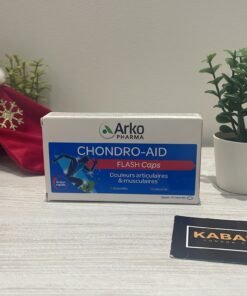 Arko
PHARMA
CHONDRO-AID
FLASH Caps
Douleurs articulaires
& musculaires
KABA